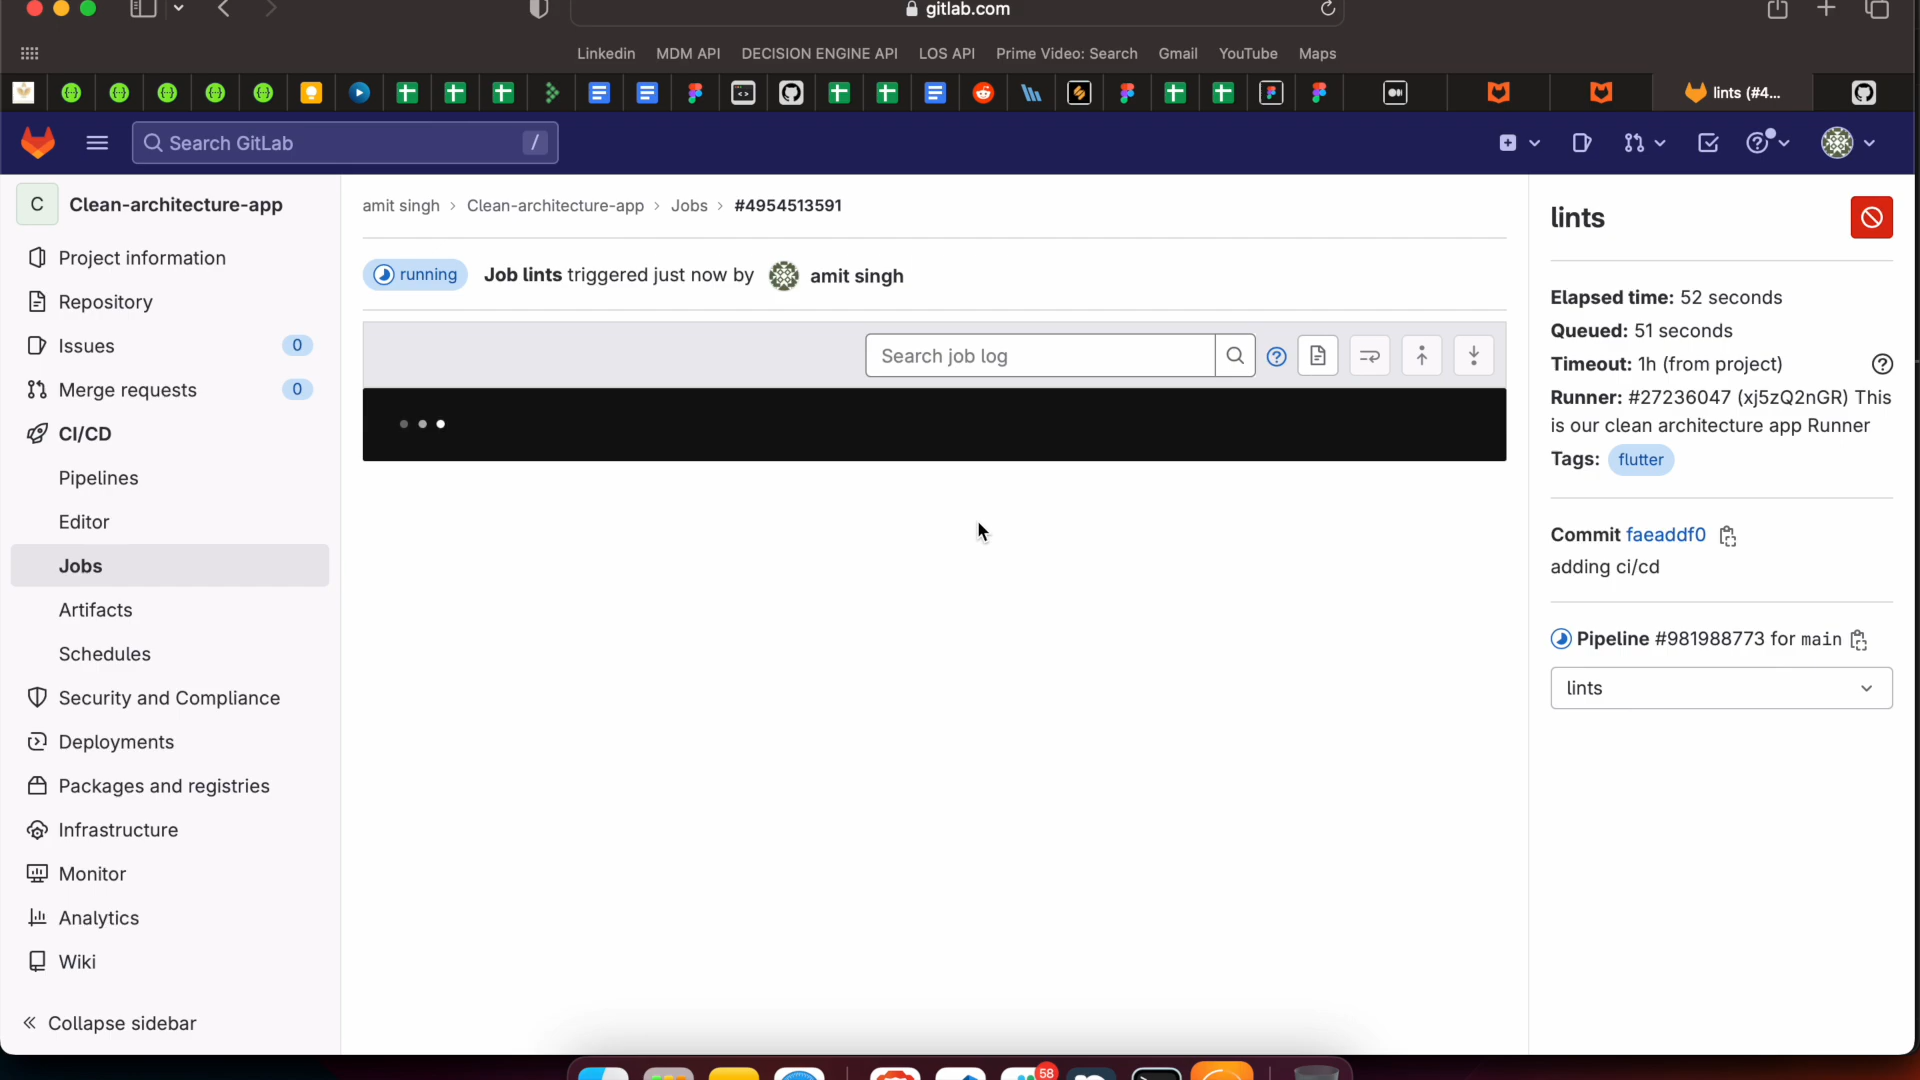 gitlab.com
Linkedin MDM API DECISION ENGINE API LOS API Prime Video: Search Gmail YouTube Maps
lints (#4...
Search GitLab /
C Clean-architecture-app
Project information
Repository
Issues 0
Merge requests 0
CI/CD
Pipelines
Editor
Jobs
Artifacts
Schedules
Security and Compliance
Deployments
Packages and registries
Infrastructure
Monitor
Analytics
Wiki
Collapse sidebar
amit singh > Clean-architecture-app > Jobs > #4954513591
running Job lints triggered just now by amit singh
Search job log
lints
Elapsed time: 52 seconds
Queued: 51 seconds
Timeout: 1h (from project)
Runner: #27236047 (xj5zQ2nGR) This
is our clean architecture app Runner
Tags: flutter
Commit faeaddf0
adding ci/cd
Pipeline #981988773 for main
lints
58